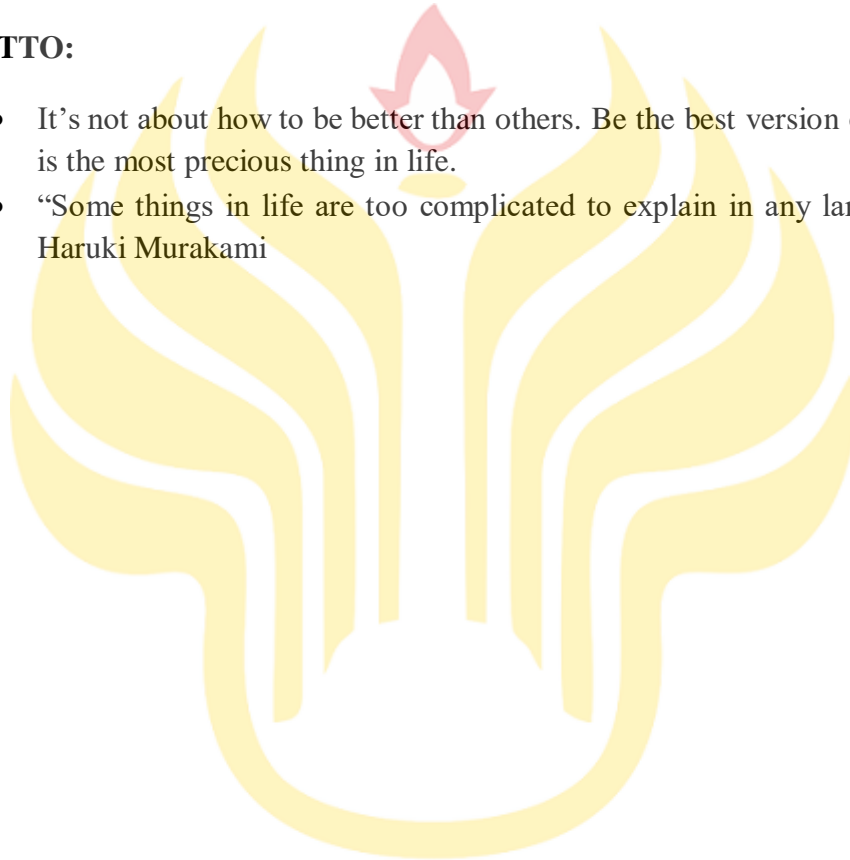 TTO:
• It’s not about how to be better than others. Be the best version
is the most precious thing in life.
• “Some things in life are too complicated to explain in any
Haruki Murakami